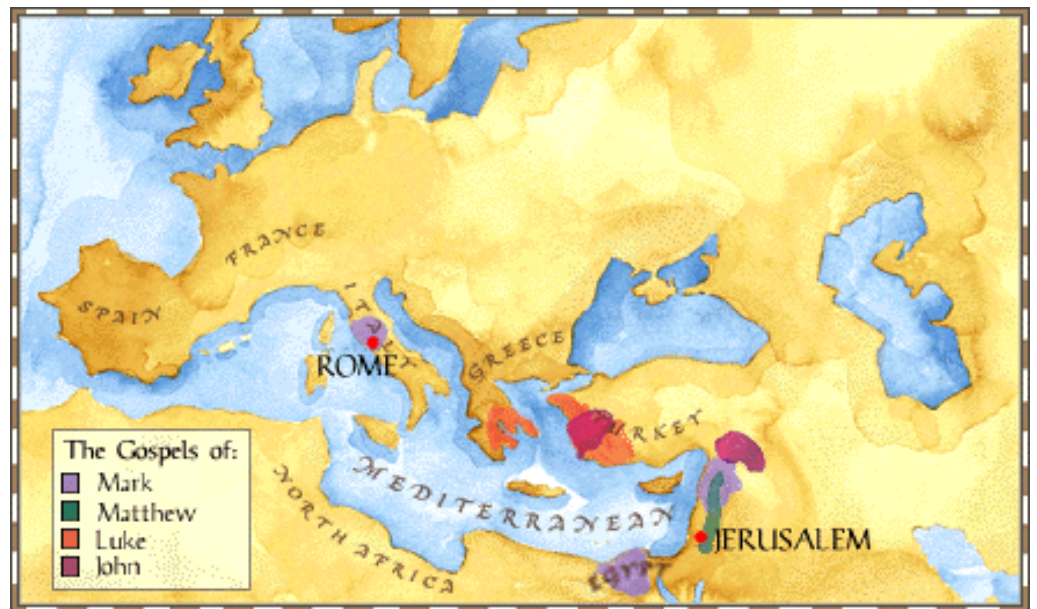 FRANCE
SPAIN
ITALY
ROME
GREECE
TURKEY
MEDITERRANEAN
NORTH AFRICA
EGYPT
JERUSALEM
The Gospels of:
Mark
Matthew
Luke
John